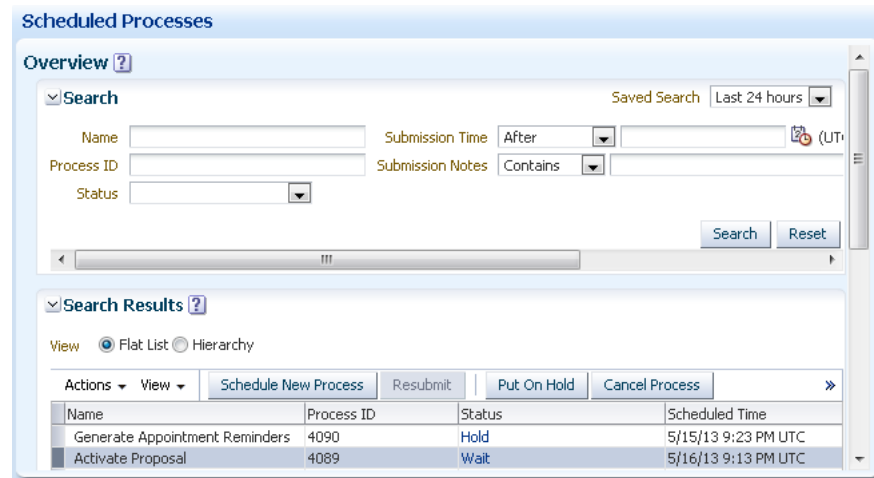 Scheduled Processes
Overview ?
Search Saved Search Last 24 hours
Name Submission Time After (UT
Process ID Submission Notes Contains
Status
Search Reset
Search Results ?
View Flat List Hierarchy
Actions View Schedule New Process Resubmit Put On Hold Cancel Process »
Name Process ID Status Scheduled Time
Generate Appointment Reminders 4090 Hold 5/15/13 9:23 PM UTC
Activate Proposal 4089 Wait 5/16/13 9:13 PM UTC